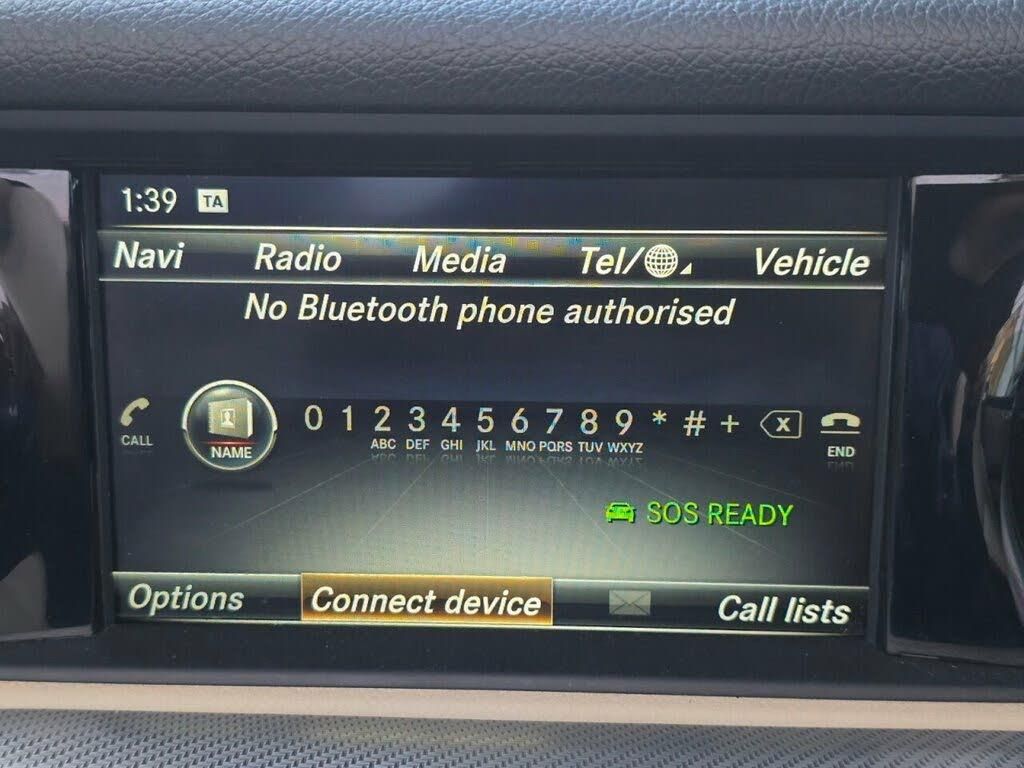 1:39 TA
Navi Radio Media Tel/ Vehicle
No Bluetooth phone authorised
0 1 2 3 4 5 6 7 8 9 * # +
CALL NAME ABC DEF GHI JKL MNO PQRS TUV WXYZ X END
SOS READY
Options Connect device Call lists